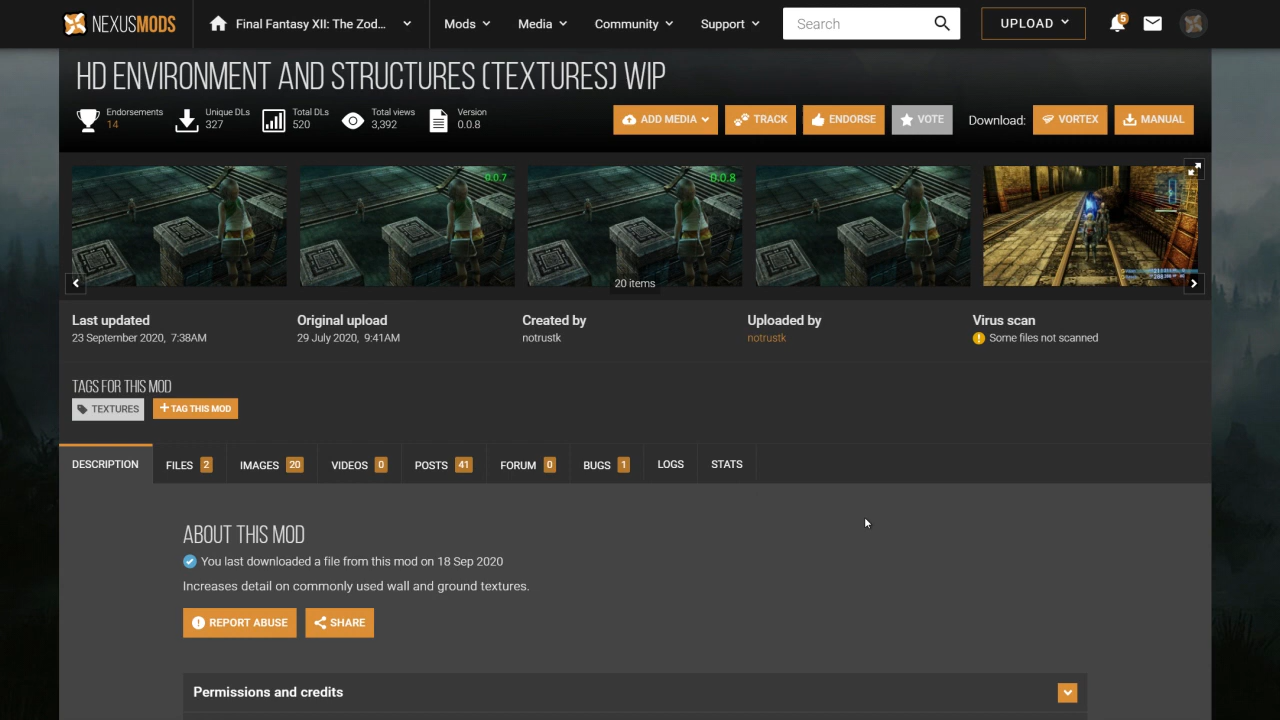 NEXUSMODS
Final Fantasy XII: The Zod...
Mods
Media
Community
Support
Search
UPLOAD
5
HD ENVIRONMENT AND STRUCTURES (TEXTURES) WIP
Endorsements
14
Unique DLs
327
Total DLs
520
Total views
3,392
Version
0.0.8
ADD MEDIA
TRACK
ENDORSE
VOTE
Download:
VORTEX
MANUAL
0.0.7
0.0.8
20 items
Last updated
23 September 2020, 7:38AM
Original upload
29 July 2020, 9:41AM
Created by
notrustk
Uploaded by
notrustk
Virus scan
Some files not scanned
TAGS FOR THIS MOD
TEXTURES
TAG THIS MOD
DESCRIPTION
FILES 2
IMAGES 20
VIDEOS 0
POSTS 41
FORUM 0
BUGS 1
LOGS
STATS
ABOUT THIS MOD
You last downloaded a file from this mod on 18 Sep 2020
Increases detail on commonly used wall and ground textures.
REPORT ABUSE
SHARE
Permissions and credits